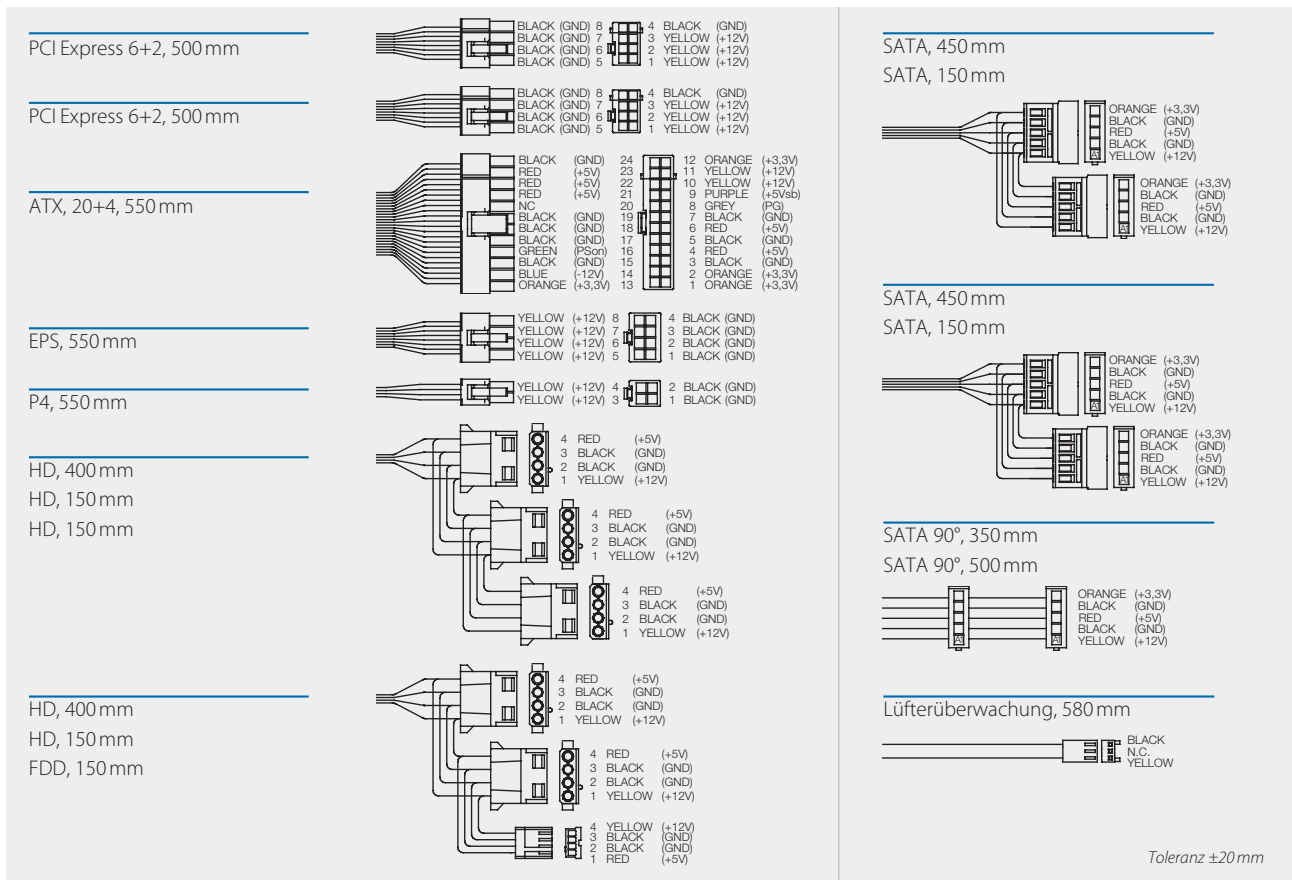 PCI Express 6+2, 500 mm
BLACK (GND) 8 4 BLACK (GND)
BLACK (GND) 7 3 YELLOW (+12V)
BLACK (GND) 6 2 YELLOW (+12V)
BLACK (GND) 5 1 YELLOW (+12V)
PCI Express 6+2, 500 mm
BLACK (GND) 8 4 BLACK (GND)
BLACK (GND) 7 3 YELLOW (+12V)
BLACK (GND) 6 2 YELLOW (+12V)
BLACK (GND) 5 1 YELLOW (+12V)
ATX, 20+4, 550 mm
BLACK (GND) 24 12 ORANGE (+3,3V)
RED (+5V) 23 11 YELLOW (+12V)
RED (+5V) 22 10 YELLOW (+12V)
RED (+5V) 21 9 PURPLE (+5Vsb)
NC 20 8 GREY (PG)
BLACK (GND) 19 7 BLACK (GND)
BLACK (GND) 18 6 RED (+5V)
BLACK (GND) 17 5 BLACK (GND)
GREEN (PSon) 16 4 RED (+5V)
BLACK (GND) 15 3 BLACK (GND)
BLUE (-12V) 14 2 ORANGE (+3,3V)
ORANGE (+3,3V) 13 1 ORANGE (+3,3V)
EPS, 550 mm
YELLOW (+12V) 8 4 BLACK (GND)
YELLOW (+12V) 7 3 BLACK (GND)
YELLOW (+12V) 6 2 BLACK (GND)
YELLOW (+12V) 5 1 BLACK (GND)
P4, 550 mm
YELLOW (+12V) 4 2 BLACK (GND)
YELLOW (+12V) 3 1 BLACK (GND)
HD, 400 mm
HD, 150 mm
HD, 150 mm
4 RED (+5V)
3 BLACK (GND)
2 BLACK (GND)
1 YELLOW (+12V)
4 RED (+5V)
3 BLACK (GND)
2 BLACK (GND)
1 YELLOW (+12V)
4 RED (+5V)
3 BLACK (GND)
2 BLACK (GND)
1 YELLOW (+12V)
HD, 400 mm
HD, 150 mm
FDD, 150 mm
4 RED (+5V)
3 BLACK (GND)
2 BLACK (GND)
1 YELLOW (+12V)
4 RED (+5V)
3 BLACK (GND)
2 BLACK (GND)
1 YELLOW (+12V)
4 YELLOW (+12V)
3 BLACK (GND)
2 BLACK (GND)
1 RED (+5V)
SATA, 450 mm
SATA, 150 mm
ORANGE (+3,3V)
BLACK (GND)
RED (+5V)
BLACK (GND)
YELLOW (+12V)
ORANGE (+3,3V)
BLACK (GND)
RED (+5V)
BLACK (GND)
YELLOW (+12V)
SATA, 450 mm
SATA, 150 mm
ORANGE (+3,3V)
BLACK (GND)
RED (+5V)
BLACK (GND)
YELLOW (+12V)
ORANGE (+3,3V)
BLACK (GND)
RED (+5V)
BLACK (GND)
YELLOW (+12V)
SATA 90°, 350 mm
SATA 90°, 500 mm
ORANGE (+3,3V)
BLACK (GND)
RED (+5V)
BLACK (GND)
YELLOW (+12V)
Lüfterüberwachung, 580 mm
BLACK
N.C.
YELLOW
Toleranz ±20 mm